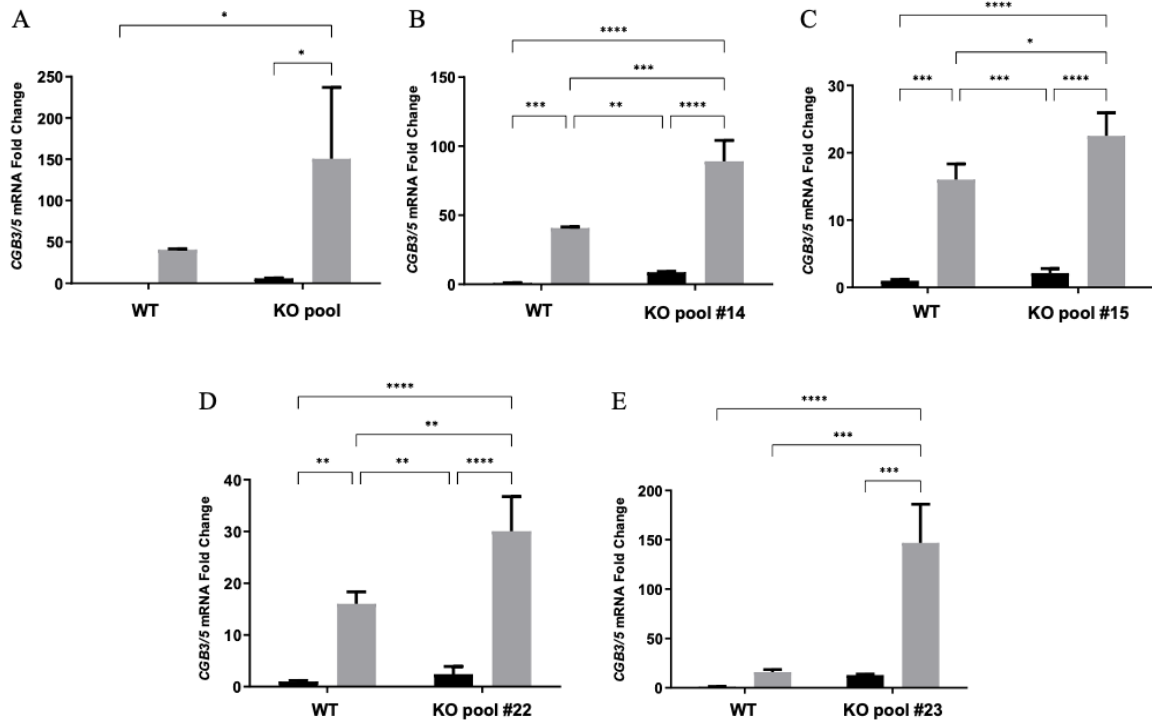 A
*
*
CGB3/5 mRNA Fold Change
250
200
150
100
50
0
WT
KO pool
B
****
***
***
**
****
CGB3/5 mRNA Fold Change
150
100
50
0
WT
KO pool #14
C
****
*
***
***
****
CGB3/5 mRNA Fold Change
30
20
10
0
WT
KO pool #15
D
****
**
**
**
****
CGB3/5 mRNA Fold Change
40
30
20
10
0
WT
KO pool #22
E
****
***
***
CGB3/5 mRNA Fold Change
200
150
100
50
0
WT
KO pool #23